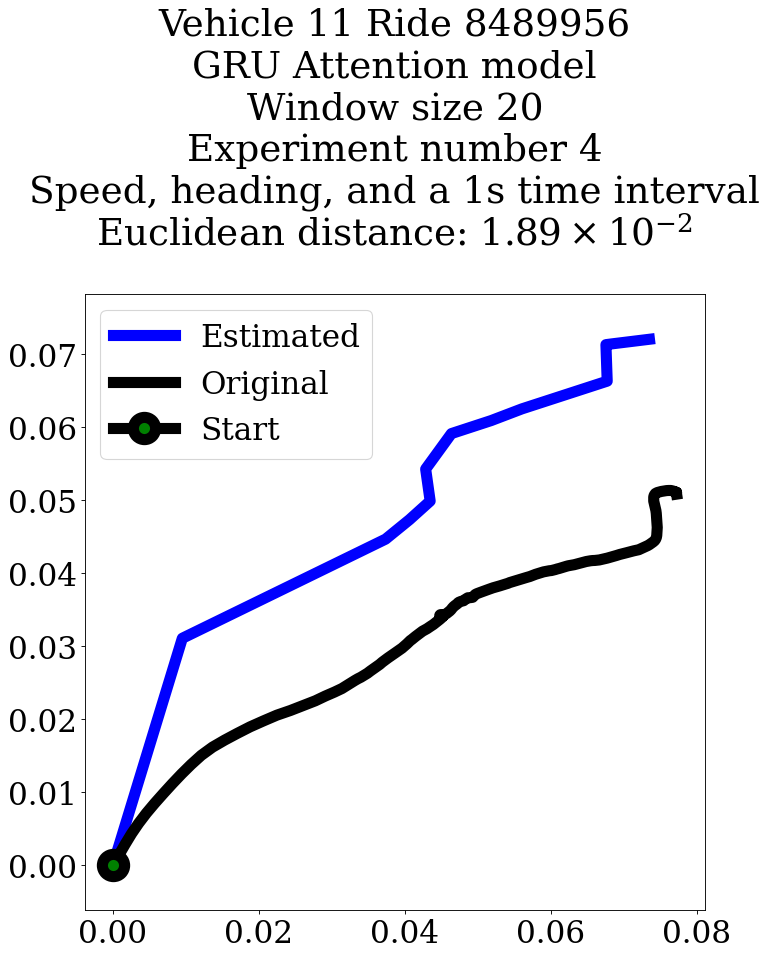 Vehicle 11 Ride 8489956
GRU Attention model
Window size 20
Experiment number 4
Speed, heading, and a 1s time interval
Euclidean distance: 1.89 × 10⁻²
Estimated
Original
Start
0.07
0.06
0.05
0.04
0.03
0.02
0.01
0.00
0.00 0.02 0.04 0.06 0.08